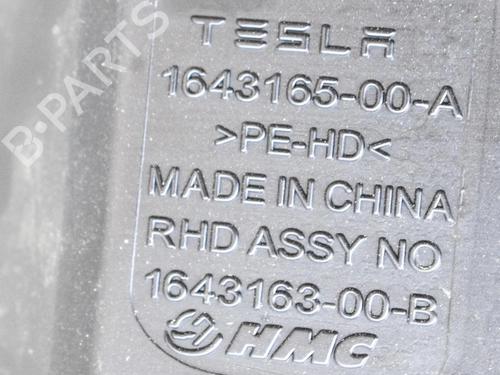 TESLA
1643165-00-A
>PE-HD<
MADE IN CHINA
RHD ASSY NO
1643163-00-B
HMC
B-PARTS